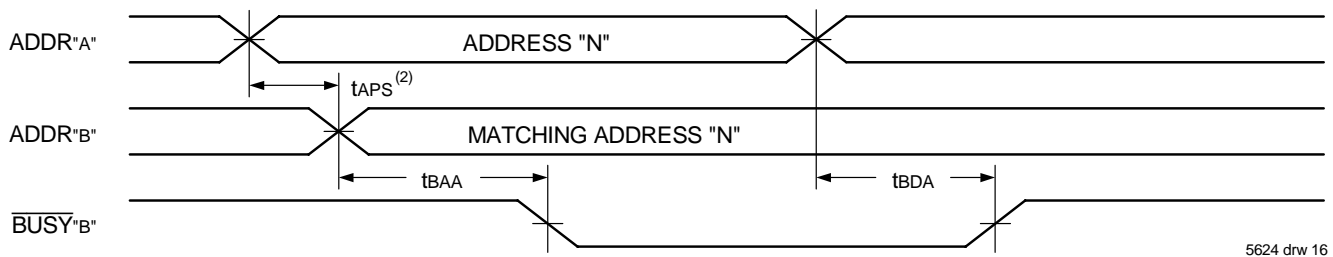 ADDR"A"
ADDRESS "N"
tAPS(2)
ADDR"B"
MATCHING ADDRESS "N"
tBAA
tBDA
BUSY"B"
5624 drw 16